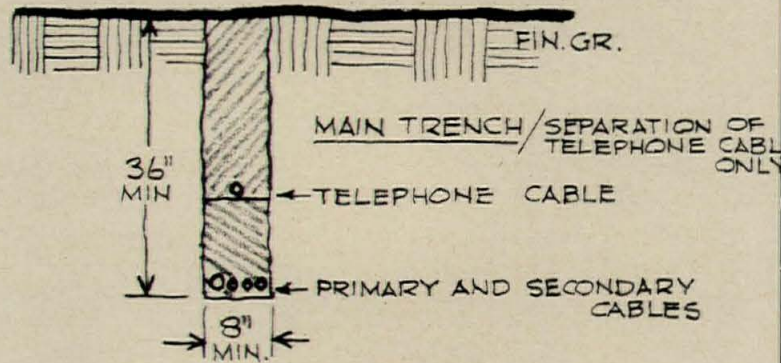 FIN. GR.
MAIN TRENCH/SEPARATION OF
TELEPHONE CABL
ONLY
36"
MIN
TELEPHONE CABLE
PRIMARY AND SECONDARY
CABLES
8"
MIN.